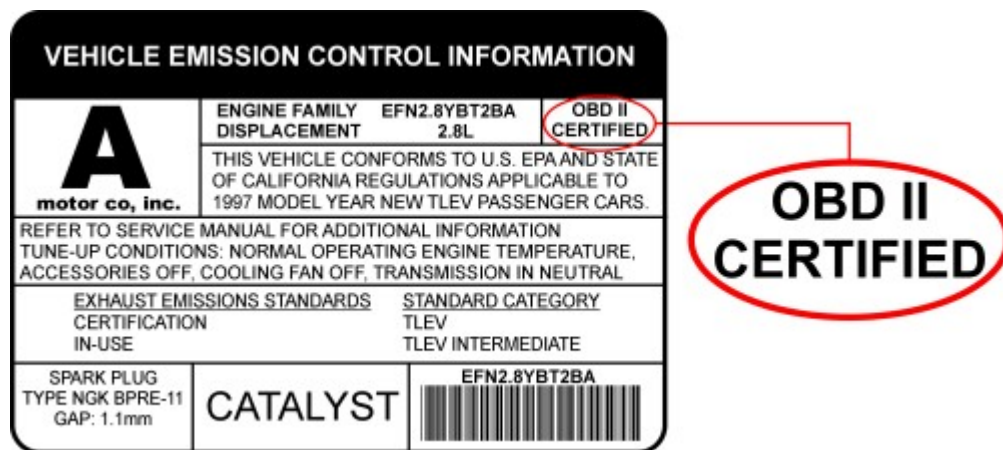 VEHICLE EMISSION CONTROL INFORMATION
A
motor co, inc.
ENGINE FAMILY EFN2.8YBT2BA
DISPLACEMENT 2.8L
OBD II
CERTIFIED
THIS VEHICLE CONFORMS TO U.S. EPA AND STATE
OF CALIFORNIA REGULATIONS APPLICABLE TO
1997 MODEL YEAR NEW TLEV PASSENGER CARS.
REFER TO SERVICE MANUAL FOR ADDITIONAL INFORMATION
TUNE-UP CONDITIONS: NORMAL OPERATING ENGINE TEMPERATURE,
ACCESSORIES OFF, COOLING FAN OFF, TRANSMISSION IN NEUTRAL
EXHAUST EMISSIONS STANDARDS STANDARD CATEGORY
CERTIFICATION TLEV
IN-USE TLEV INTERMEDIATE
SPARK PLUG
TYPE NGK BPRE-11
GAP: 1.1mm
CATALYST
EFN2.8YBT2BA
OBD II
CERTIFIED